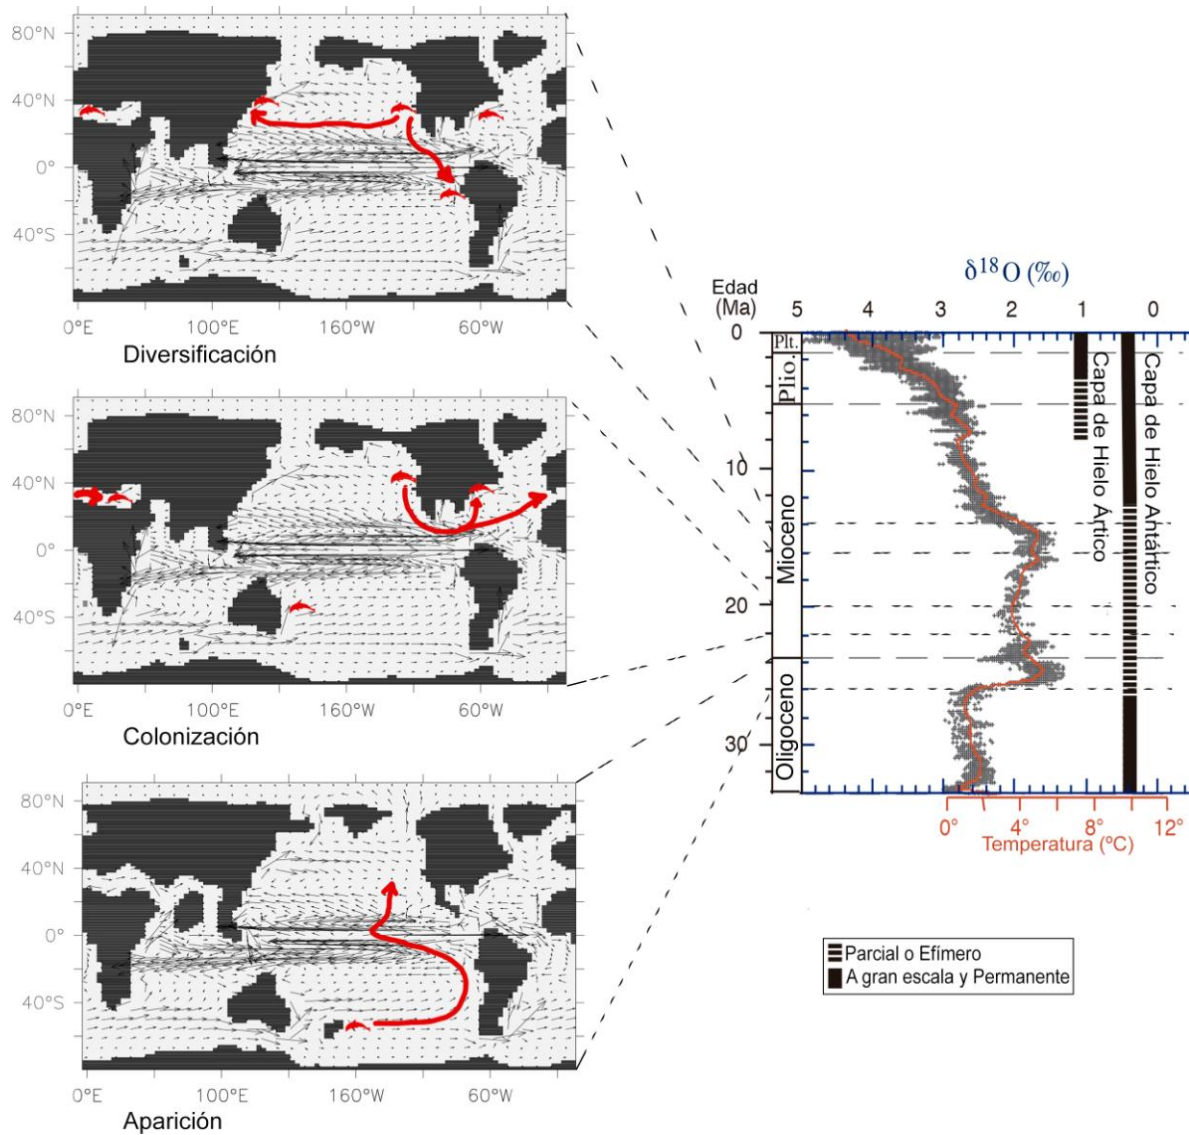 80°N
40°N
0°
40°S
0°E
100°E
160°W
60°W
Diversificación
80°N
40°N
0°
40°S
0°E
100°E
160°W
60°W
Colonización
80°N
40°N
0°
40°S
0°E
100°E
160°W
60°W
Aparición
δ¹⁸O (‰)
Edad
(Ma)
5 4 3 2 1 0
0
10
20
30
Plt.
Plio.
Mioceno
Oligoceno
Capa de Hielo Ártico
Capa de Hielo Antártico
0° 4° 8° 12°
Temperatura (ºC)
Parcial o Efímero
A gran escala y Permanente